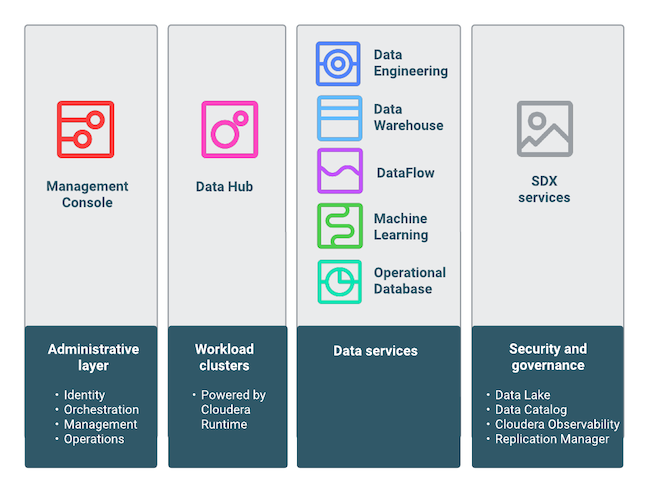 Management
Console
Data Hub
Data
Engineering
Data
Warehouse
DataFlow
Machine
Learning
Operational
Database
SDX
services
Administrative
layer
• Identity
• Orchestration
• Management
• Operations
Workload
clusters
• Powered by
Cloudera
Runtime
Data services
Security and
governance
• Data Lake
• Data Catalog
• Cloudera Observability
• Replication Manager